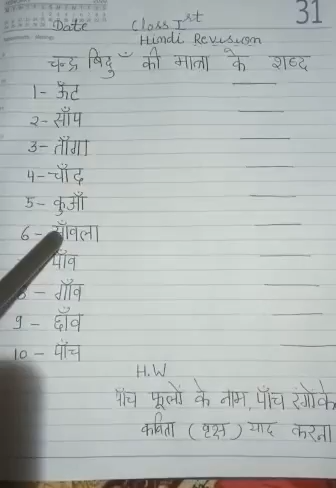 31
Date Class Ist
Hindi Revision
चन्द्र बिदुँ की मात्रा के शब्द
1- ऊँट
2- साँप
3- ताँगा
4- चाँद
5- कुआँ
6- आँवला
पाँव
8- गाँव
9- छाँव
10- पाँच
H.W
पाँच फूलों के नाम, पाँच रंगों के
कविता (वृक्ष) याद करना